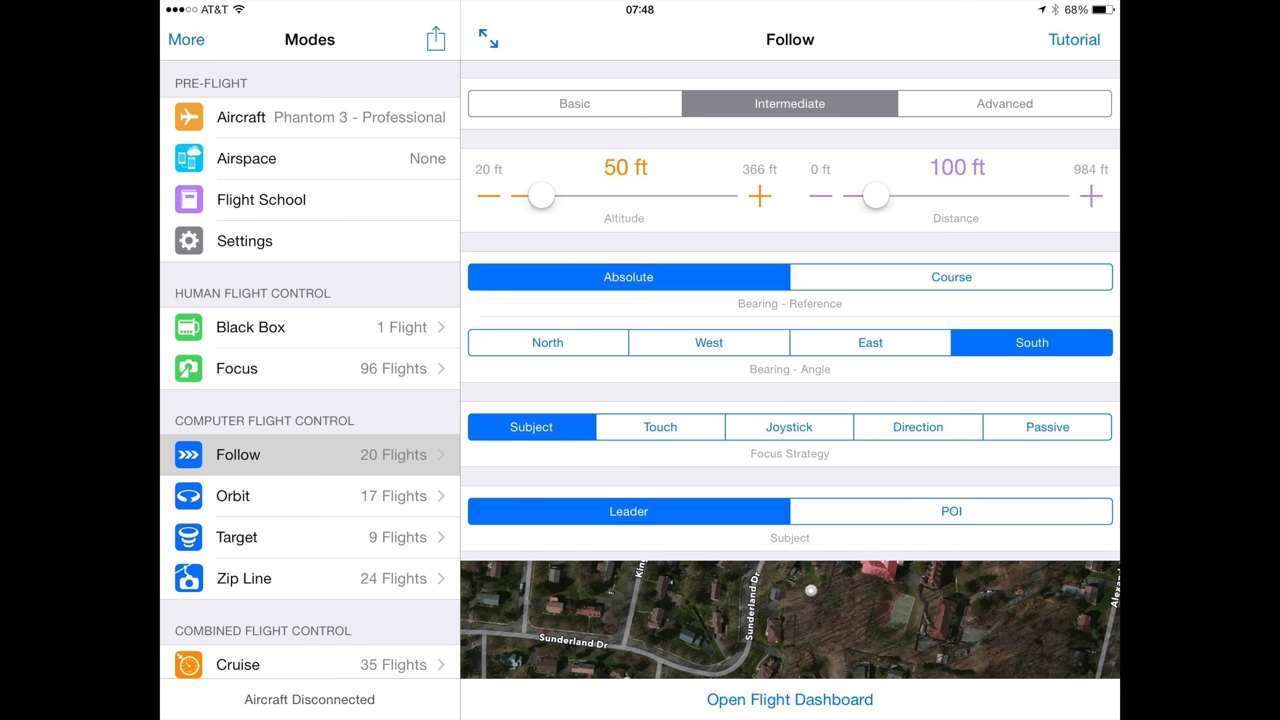 AT&T
07:48
68%
More
Modes
Follow
Tutorial
PRE-FLIGHT
Aircraft Phantom 3 - Professional
Airspace None
Flight School
Settings
HUMAN FLIGHT CONTROL
Black Box 1 Flight
Focus 96 Flights
COMPUTER FLIGHT CONTROL
Follow 20 Flights
Orbit 17 Flights
Target 9 Flights
Zip Line 24 Flights
COMBINED FLIGHT CONTROL
Cruise 35 Flights
Aircraft Disconnected
Basic Intermediate Advanced
20 ft 50 ft 366 ft
Altitude
0 ft 100 ft 984 ft
Distance
Absolute Course
Bearing - Reference
North West East South
Bearing - Angle
Subject Touch Joystick Direction Passive
Focus Strategy
Leader POI
Subject
Sunderland Dr
Sunderland Dr
Open Flight Dashboard